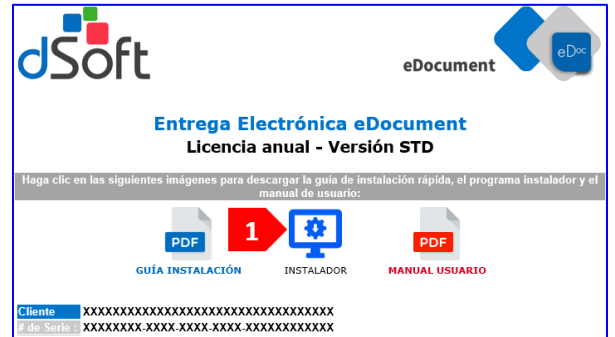 dSoft
eDocument
eDoc
Entrega Electrónica eDocument
Licencia anual - Versión STD
Haga clic en las siguientes imágenes para descargar la guía de instalación rápida, el programa instalador y el
manual de usuario:
PDF
1
PDF
GUÍA INSTALACIÓN
INSTALADOR
MANUAL USUARIO
Cliente XXXXXXXXXXXXXXXXXXXXXXXXXXXXXXXXXX
# de Serie : XXXXXXXX-XXXX-XXXX-XXXX-XXXXXXXXXXXX